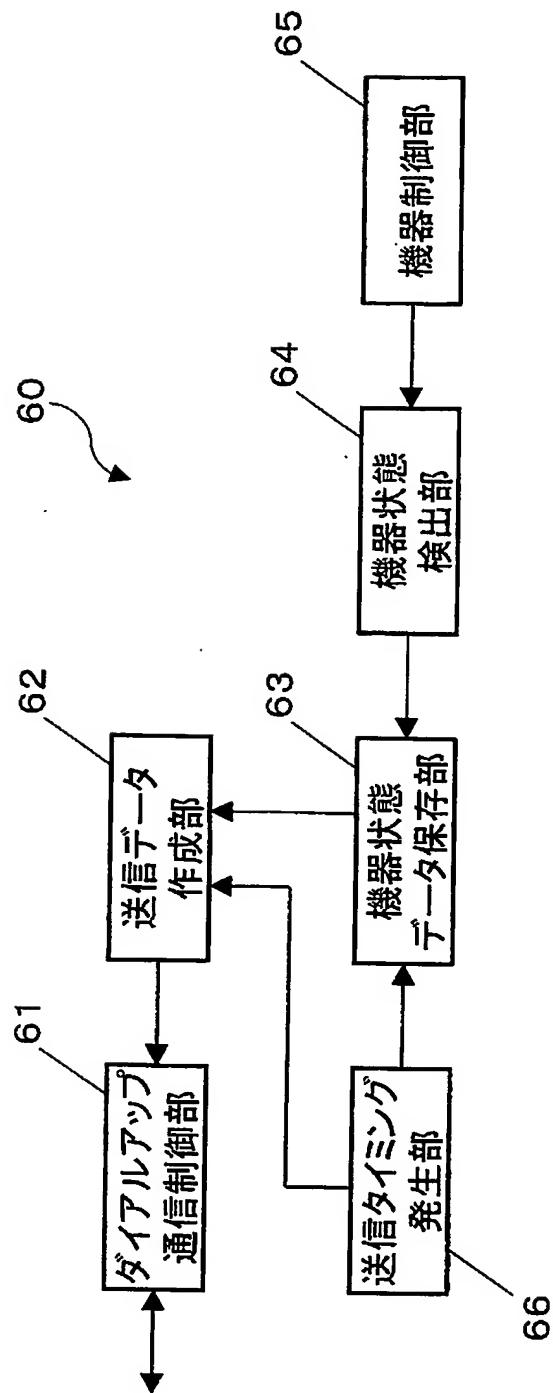 60
61
ダイアルアップ
通信制御部
62
送信データ
作成部
63
機器状態
データ保存部
64
機器状態
検出部
65
機器制御部
66
送信タイミング
発生部